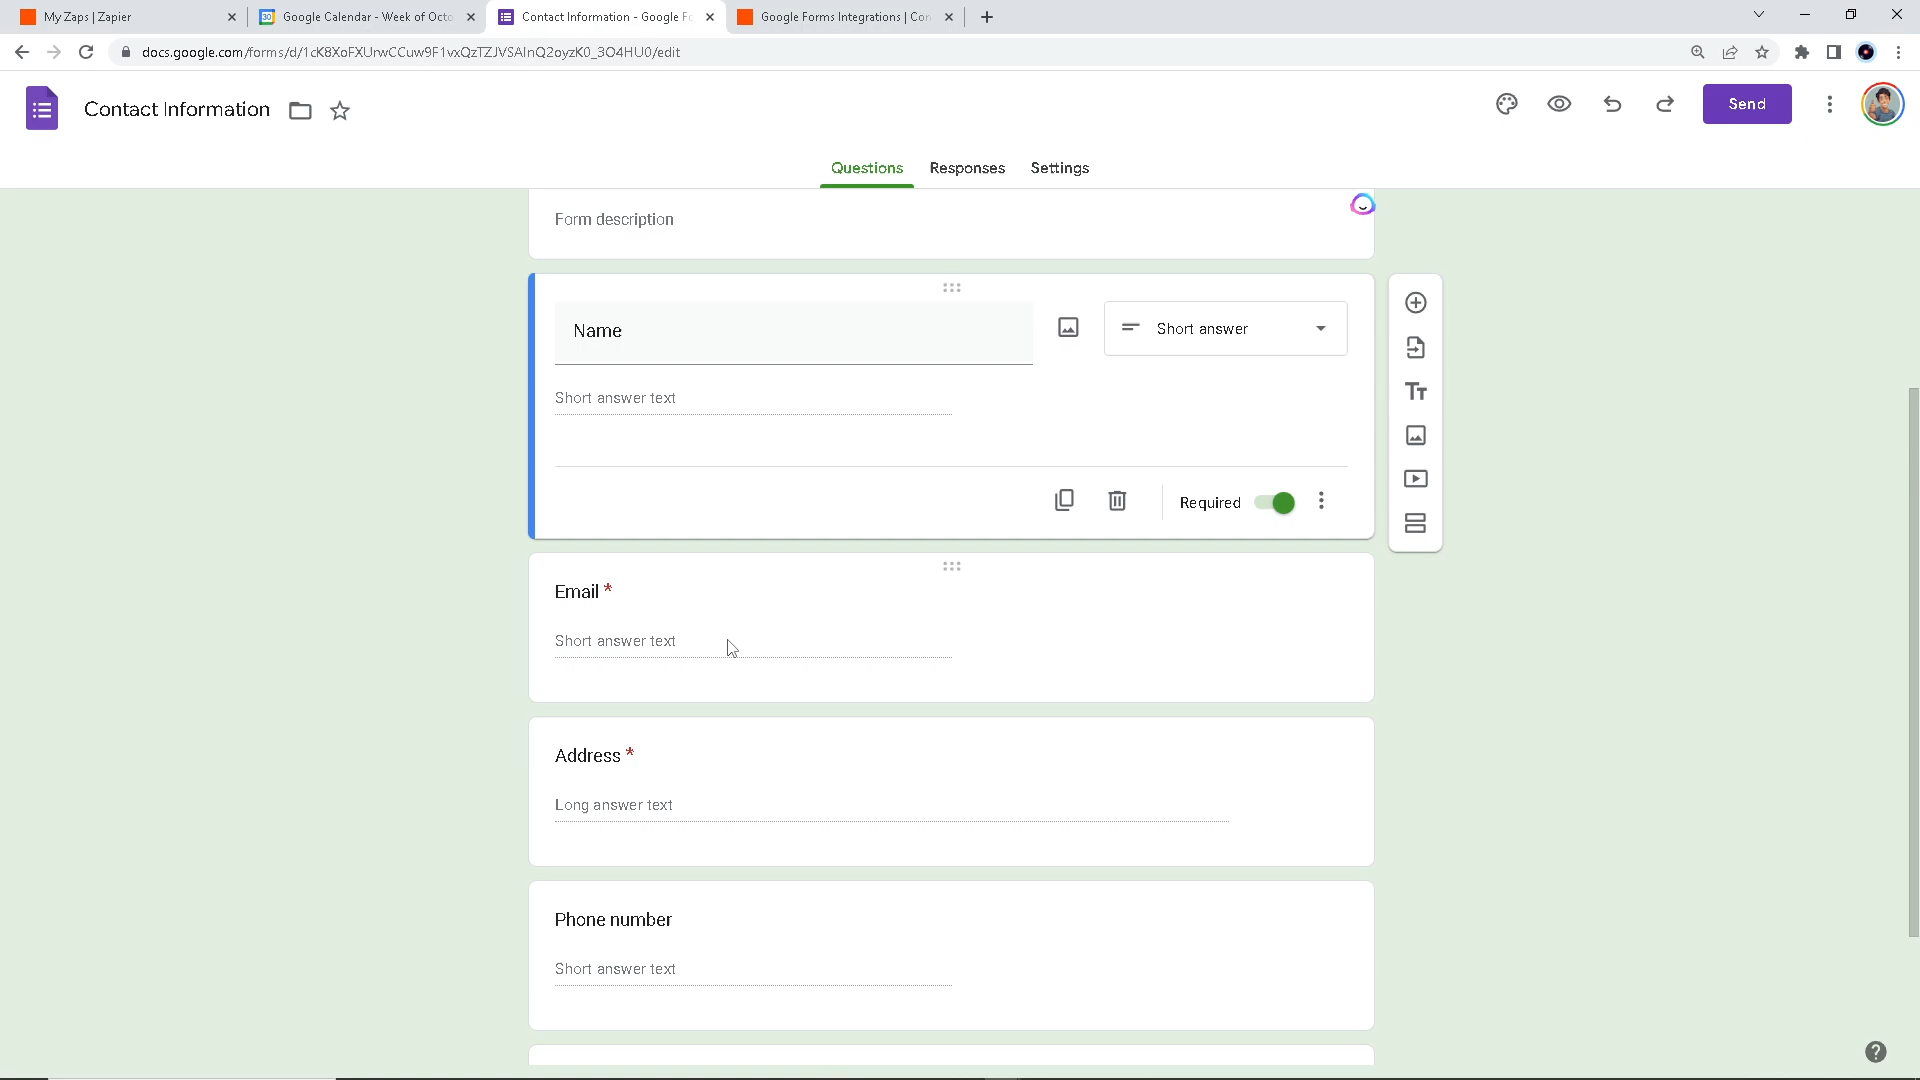 My Zaps | Zapier
Google Calendar - Week of Octo
Contact Information - Google Fo
Google Forms Integrations | Con
docs.google.com/forms/d/1cK8XoFXUrwCCuw9F1vxQzTZJVSAlnQ2oyzK0_3O4HU0/edit
Contact Information
Send
Questions
Responses
Settings
Form description
Name
Short answer
Short answer text
Required
Email *
Short answer text
Address *
Long answer text
Phone number
Short answer text